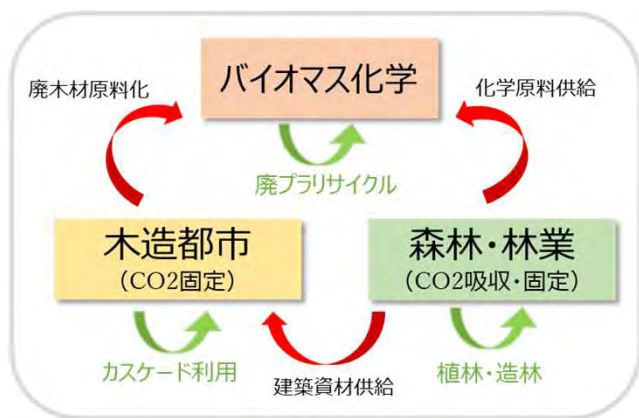 バイオマス化学
廃木材原料化
化学原料供給
廃プラリサイクル
木造都市
(CO2固定)
森林・林業
(CO2吸収・固定)
カスケード利用
建築資材供給
植林・造林